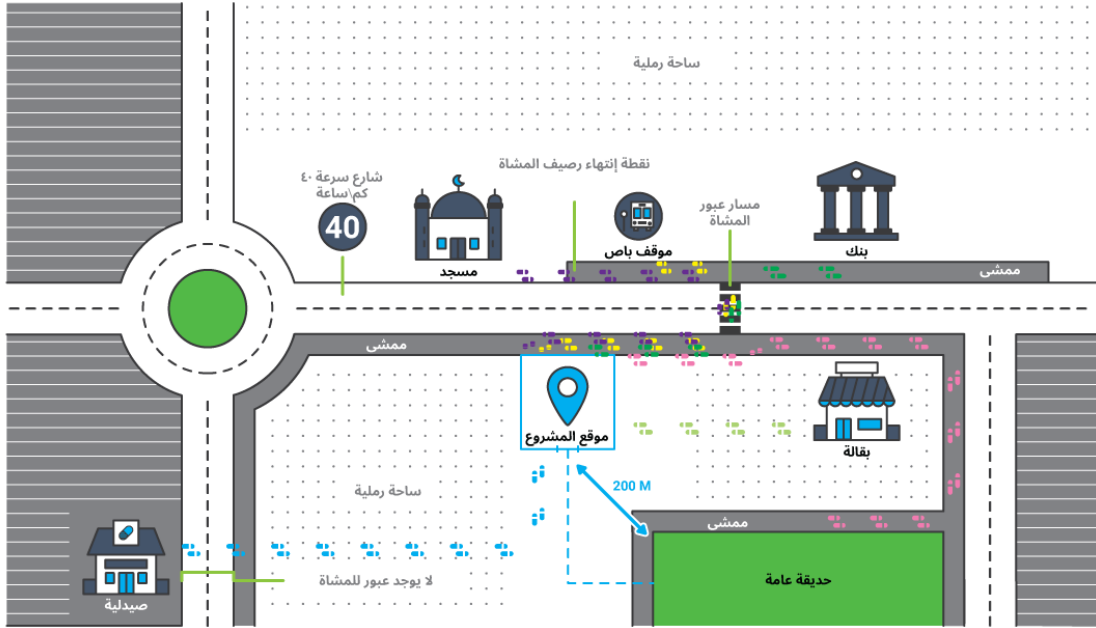 ساحة رملية
نقطة إنتهاء رصيف المشاة
شارع سرعة ٤٠
كم\ساعة
40
مسجد
موقف باص
مسار عبور
المشاة
بنك
ممشى
ممشى
موقع المشروع
بقالة
200 M
ساحة رملية
ممشى
لا يوجد عبور للمشاة
صيدلية
حديقة عامة